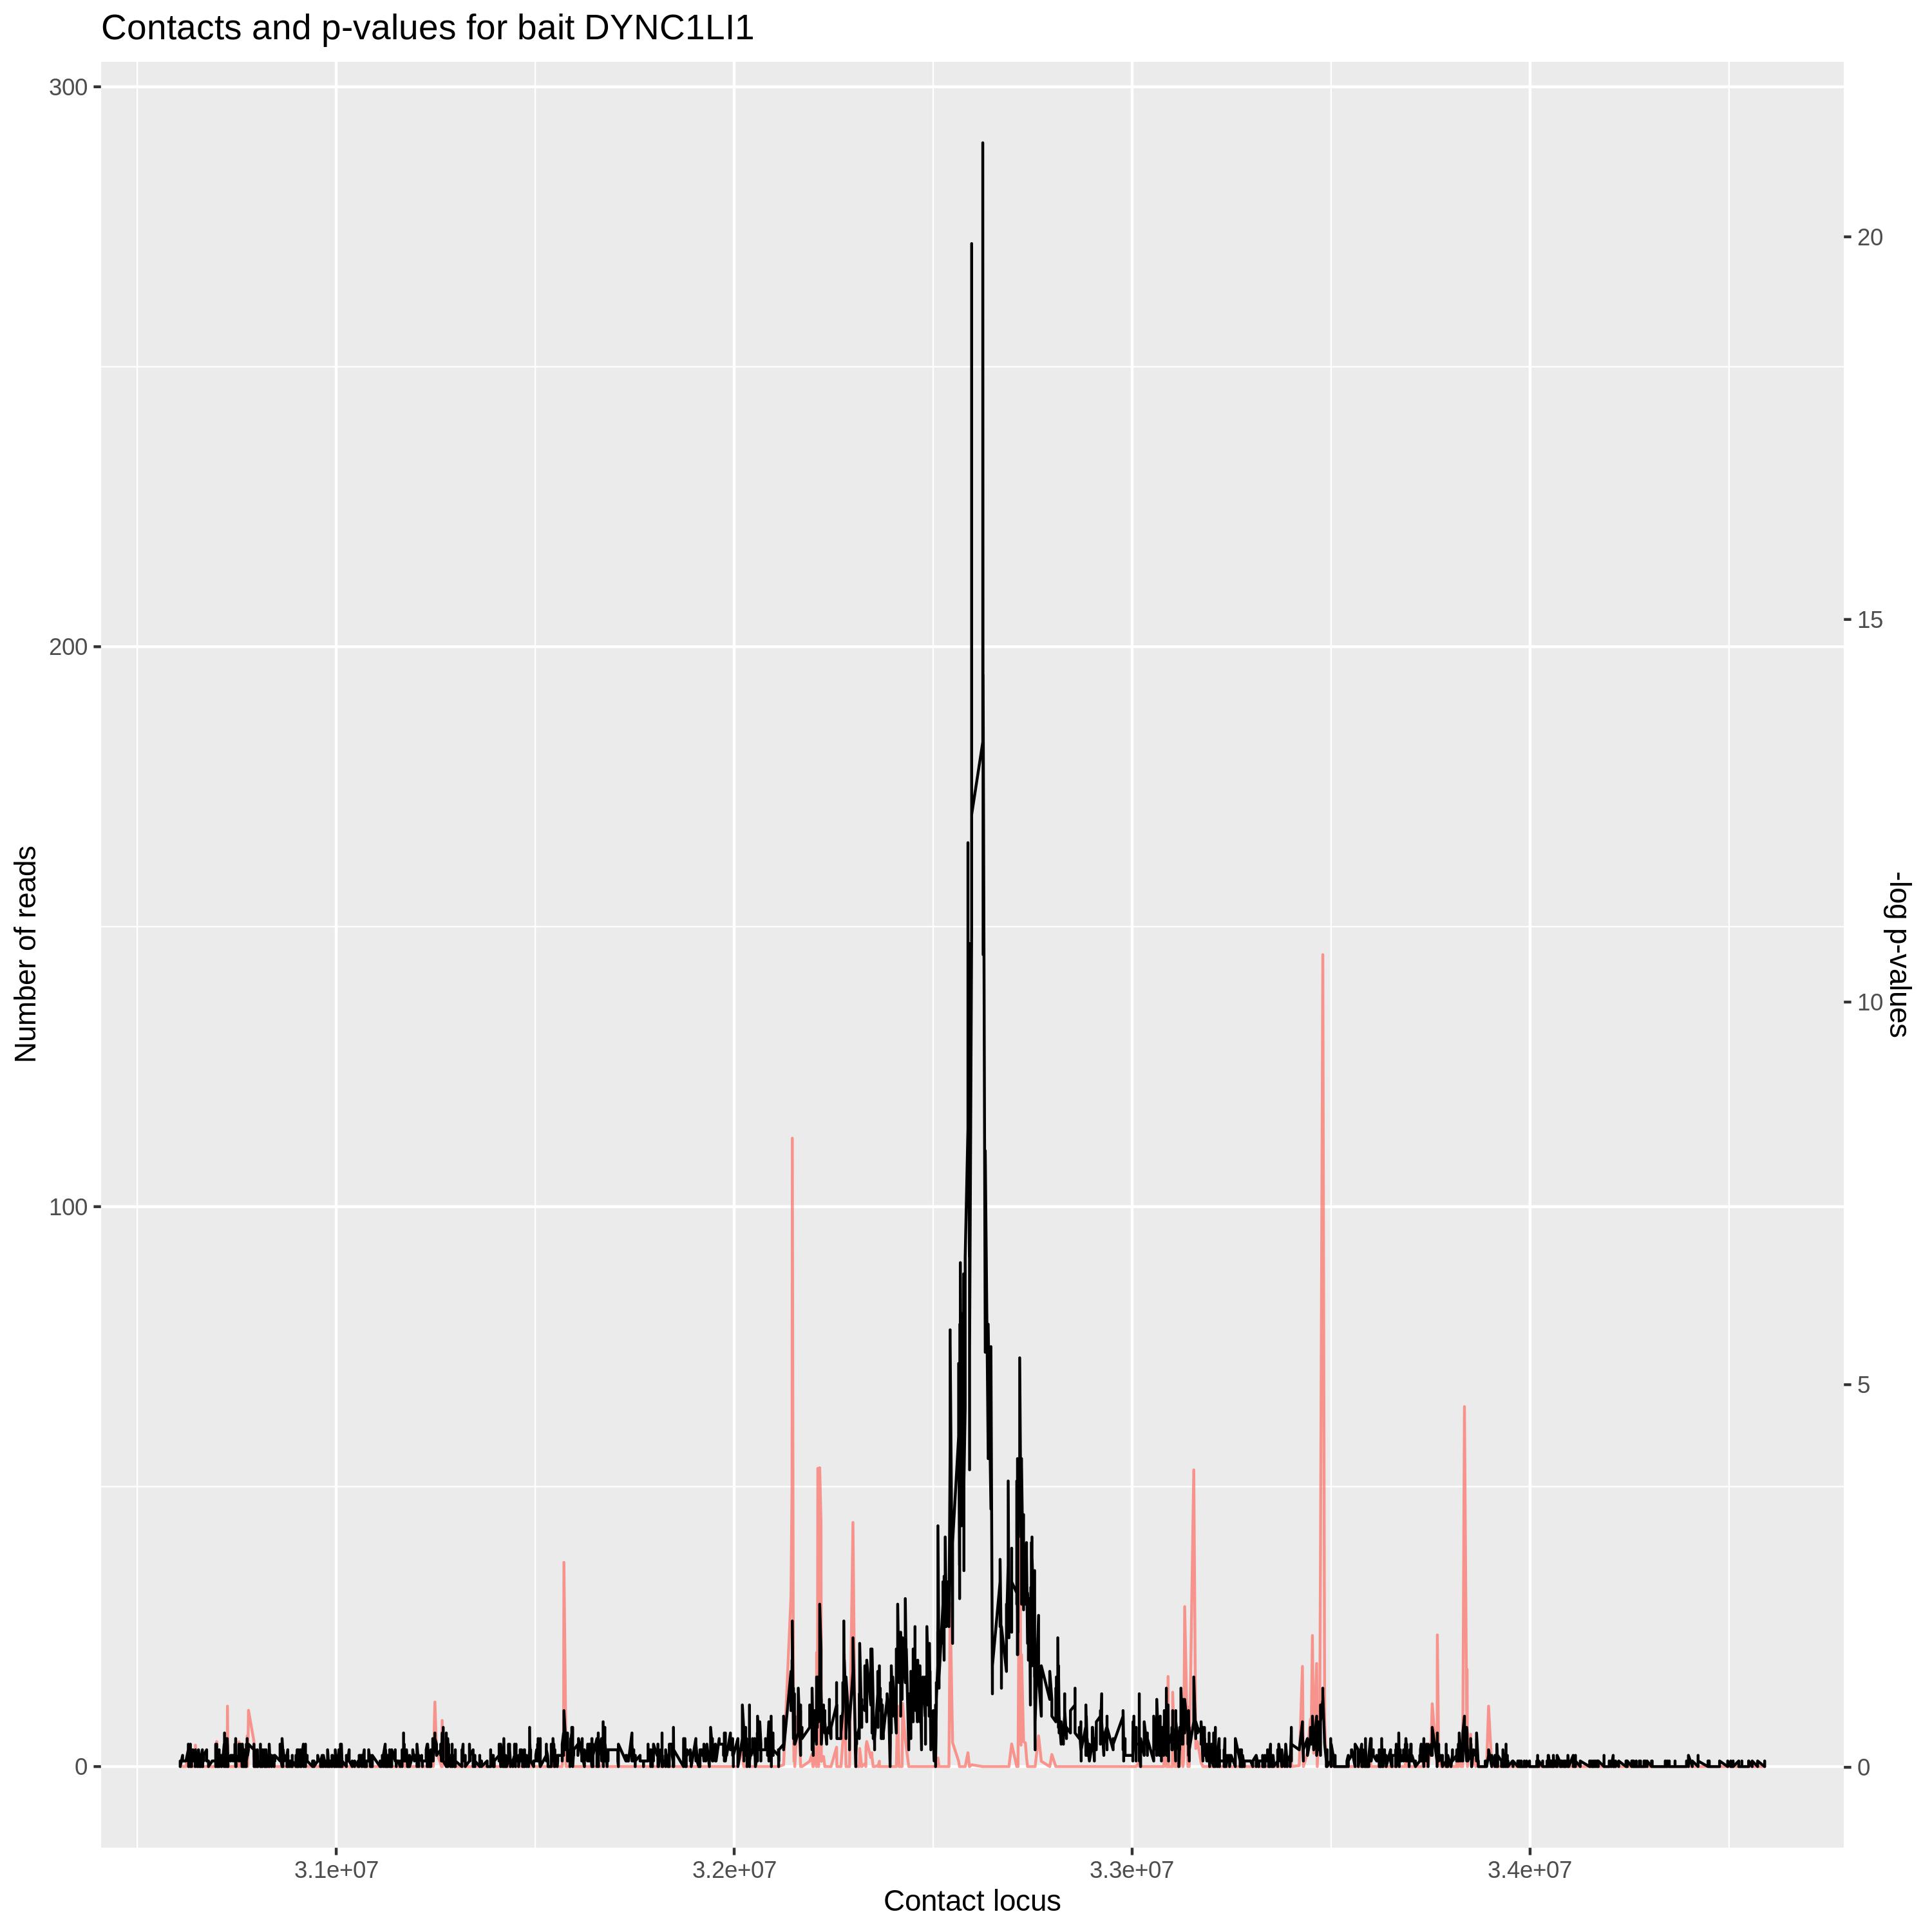 Contacts and p-values for bait DYNC1LI1
300
200
100
0
Number of reads
20
15
10
5
0
-log p-values
3.1e+07
3.2e+07
3.3e+07
3.4e+07
Contact locus